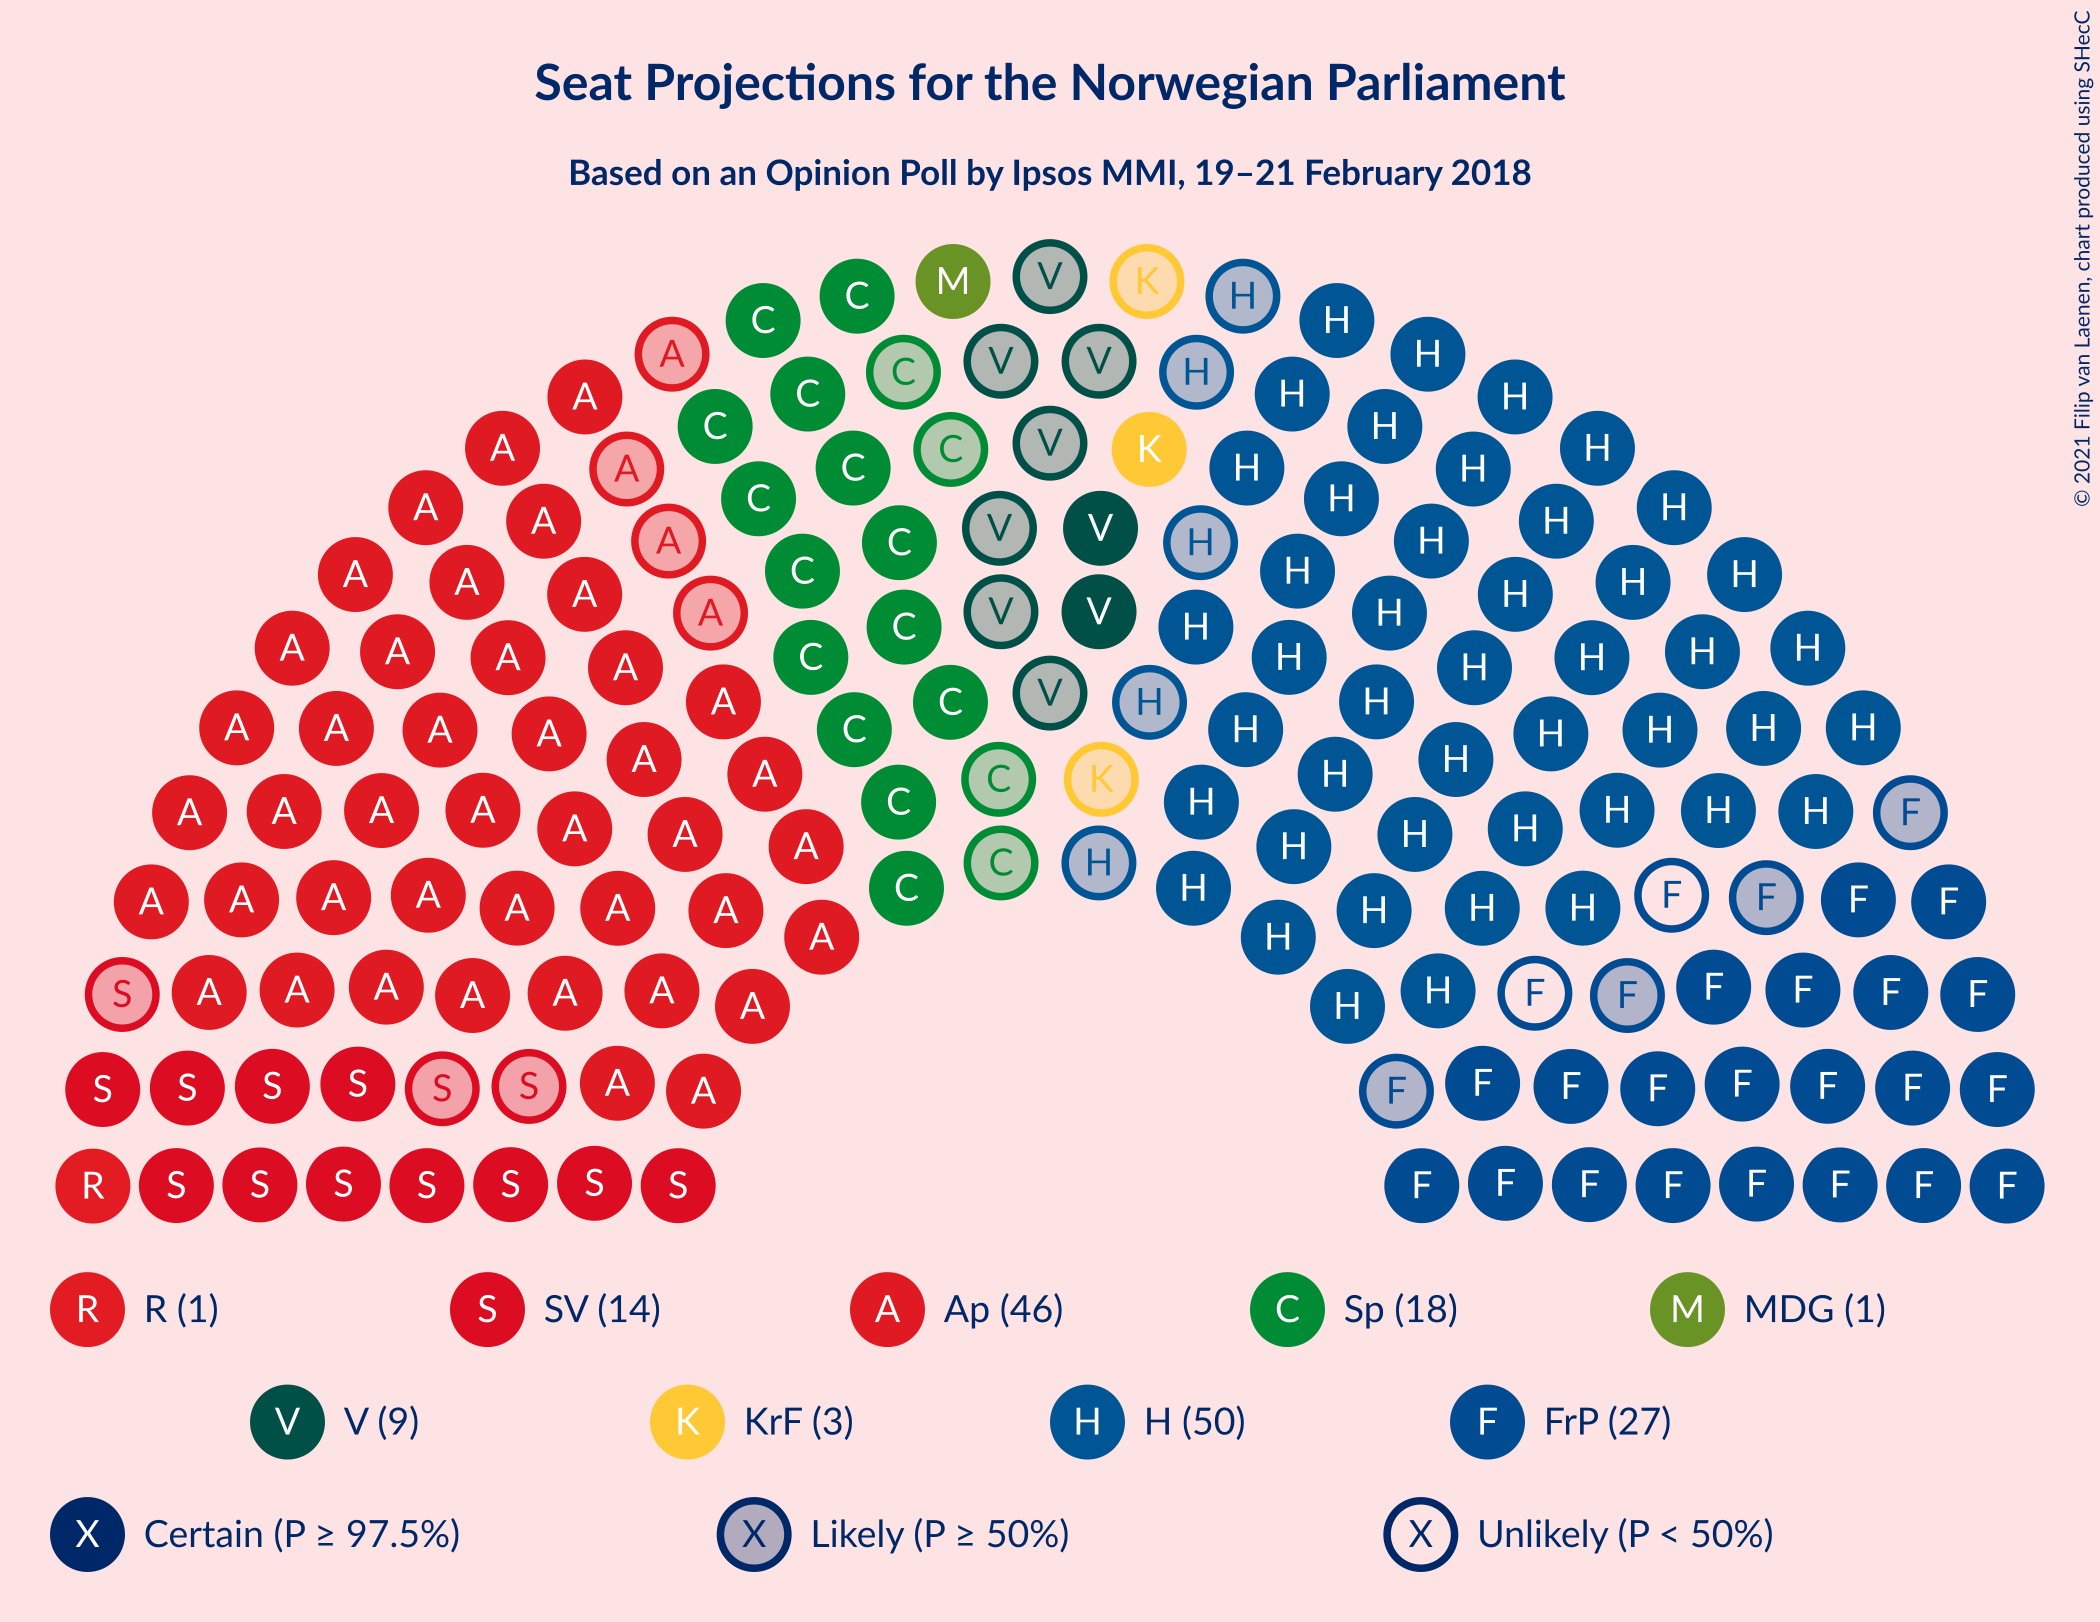 Seat Projections for the Norwegian Parliament
Based on an Opinion Poll by Ipsos MMI, 19–21 February 2018
© 2021 Filip van Laenen, chart produced using SHecC
C M V K H
C H
A C C V V H H
A C C H H
A A C C V K H H H H
A C H
A A C C V V H H H H
A A C H H H
A A A C V V H H H H
A A A C C H H H H
A A A A C V H H H H H
A A A A C H H H H H
A A A A A C K H H H H H
A A A A A A C H H H H H H F
A A A A A A C H H H H H F F F
A A A A C H H F
S A A A A A A A A H H H F F F F F F
S S S S S S A A F F F F F F F F
R S S S S S S S F F F F F F F F
R R (1) S SV (14) A Ap (46) C Sp (18) M MDG (1)
V V (9) K KrF (3) H H (50) F FrP (27)
X Certain (P ≥ 97.5%) X Likely (P ≥ 50%) X Unlikely (P < 50%)